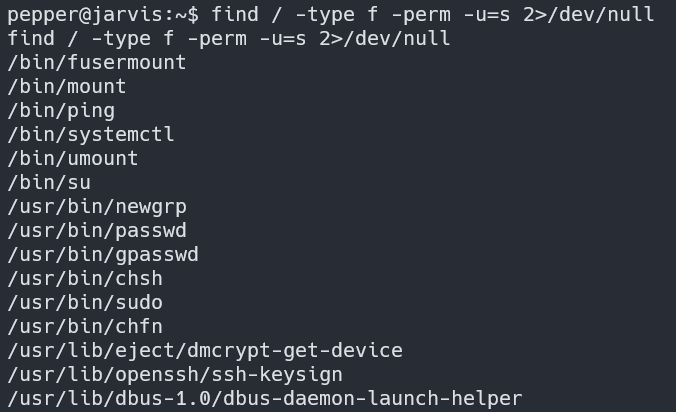 pepper@jarvis:~$ find / -type f -perm -u=s 2>/dev/null
find / -type f -perm -u=s 2>/dev/null
/bin/fusermount
/bin/mount
/bin/ping
/bin/systemctl
/bin/umount
/bin/su
/usr/bin/newgrp
/usr/bin/passwd
/usr/bin/gpasswd
/usr/bin/chsh
/usr/bin/sudo
/usr/bin/chfn
/usr/lib/eject/dmcrypt-get-device
/usr/lib/openssh/ssh-keysign
/usr/lib/dbus-1.0/dbus-daemon-launch-helper